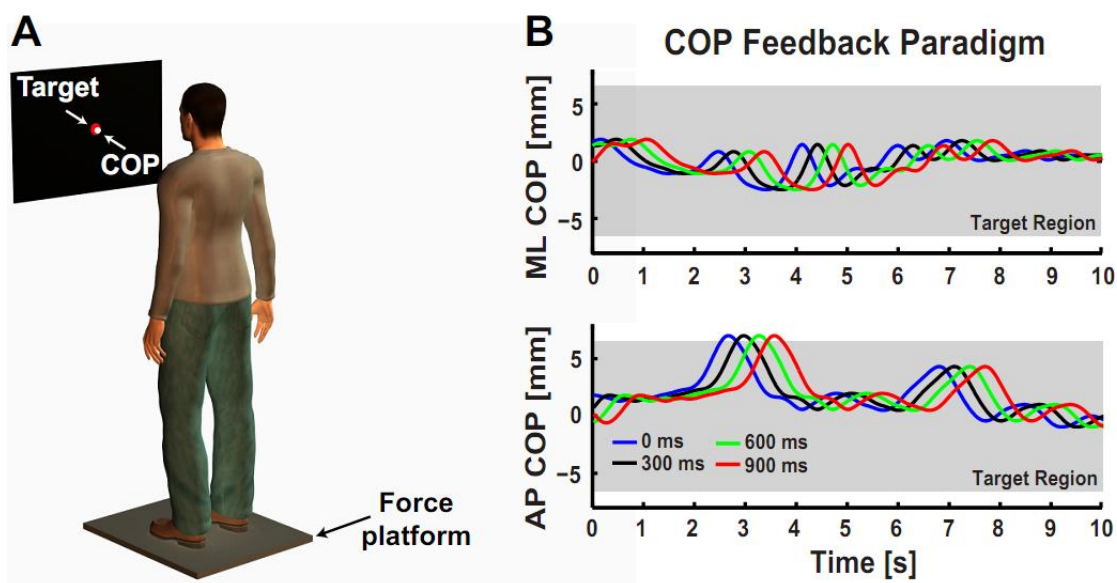 A
Target
COP
Force
platform
B
COP Feedback Paradigm
ML COP [mm]
5
0
−5
Target Region
0 1 2 3 4 5 6 7 8 9 10
AP COP [mm]
5
0
−5
0 ms 600 ms
300 ms 900 ms
Target Region
0 1 2 3 4 5 6 7 8 9 10
Time [s]